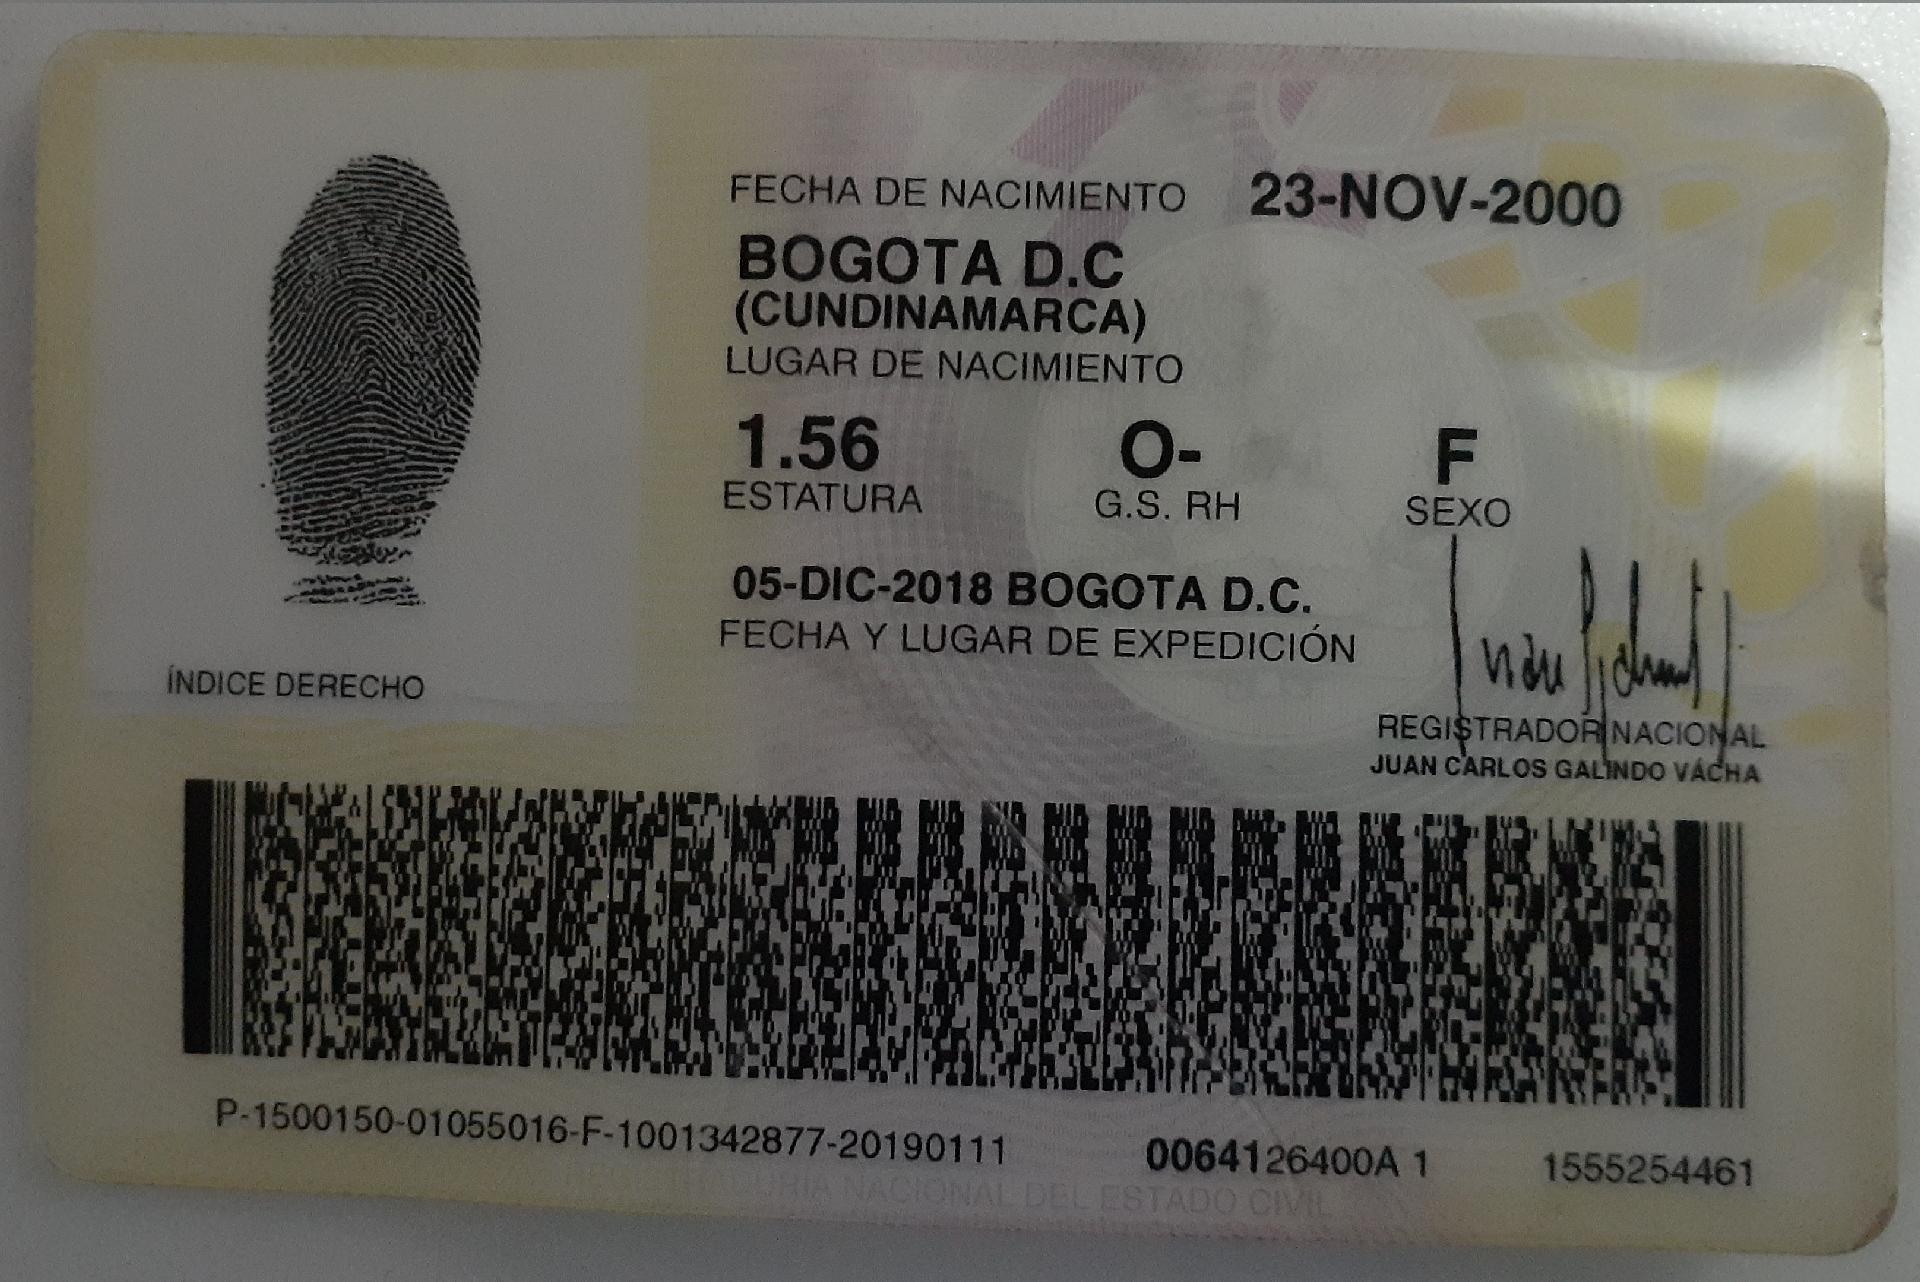 FECHA DE NACIMIENTO 23-NOV-2000
BOGOTA D.C
(CUNDINAMARCA)
LUGAR DE NACIMIENTO
1.56 O- F
ESTATURA G.S. RH SEXO
05-DIC-2018 BOGOTA D.C.
FECHA Y LUGAR DE EXPEDICIÓN
ÍNDICE DERECHO
REGISTRADOR NACIONAL
JUAN CARLOS GALINDO VÁCHA
P-1500150-01055016-F-1001342877-20190111 0064126400A 1 1555254461
REGISTRADURIA NACIONAL DEL ESTADO CIVIL